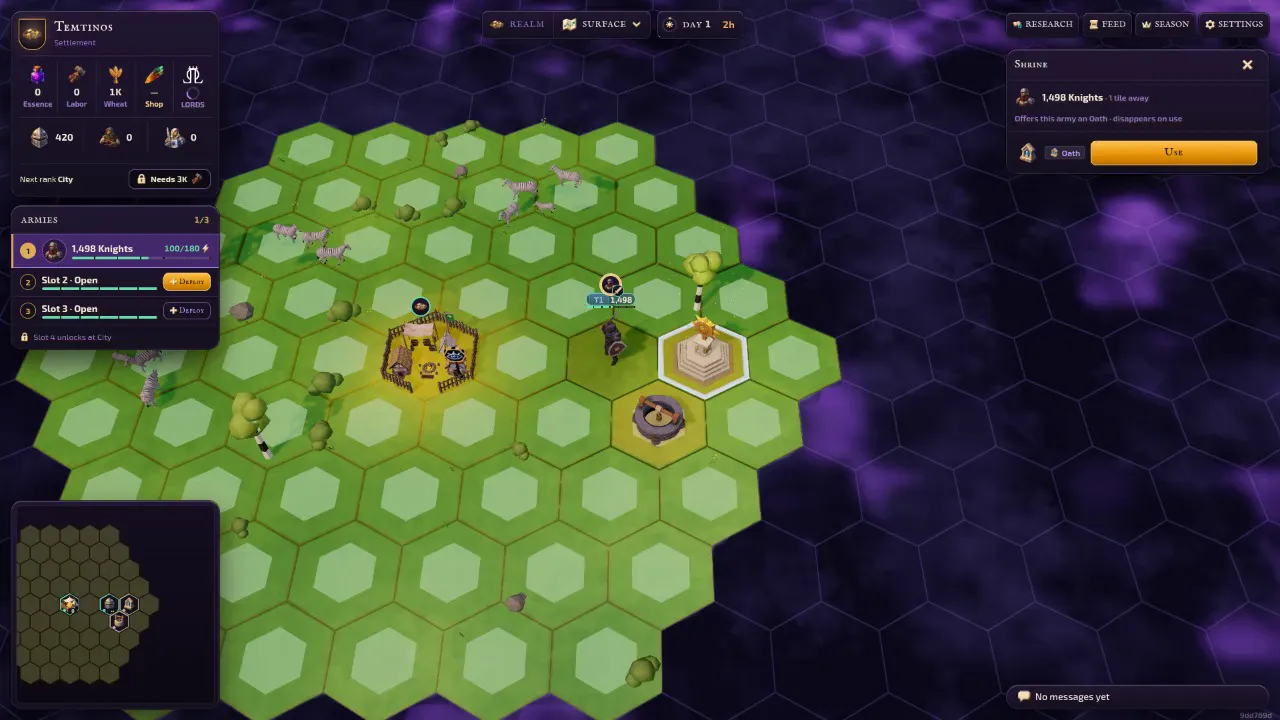 Temtinos
Settlement
0
Essence
0
Labor
1K
Wheat
—
Shop
LORDS
420
0
0
Next rank City
Needs 3K
ARMIES
1/3
1
1,498 Knights
100/180
2
Slot 2 · Open
+ Deploy
3
Slot 3 · Open
+ Deploy
Slot 4 unlocks at City
REALM
SURFACE
DAY 1
2h
RESEARCH
FEED
SEASON
SETTINGS
Shrine
1,498 Knights · 1 tile away
Offers this army an Oath · disappears on use
Oath
Use
T1 1,498
No messages yet
9dd769d